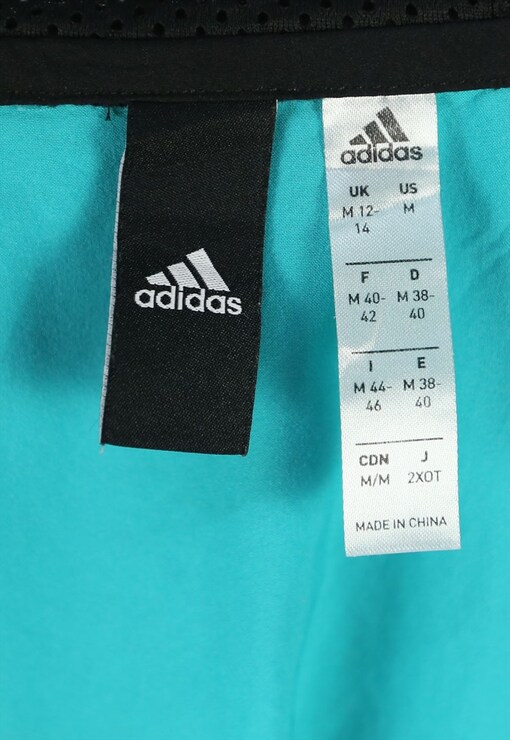 adidas
adidas
UK US
M 12- M
14
F D
M 40- M 38-
42 40
I E
M 44- M 38-
46 40
CDN J
M/M 2XOT
MADE IN CHINA